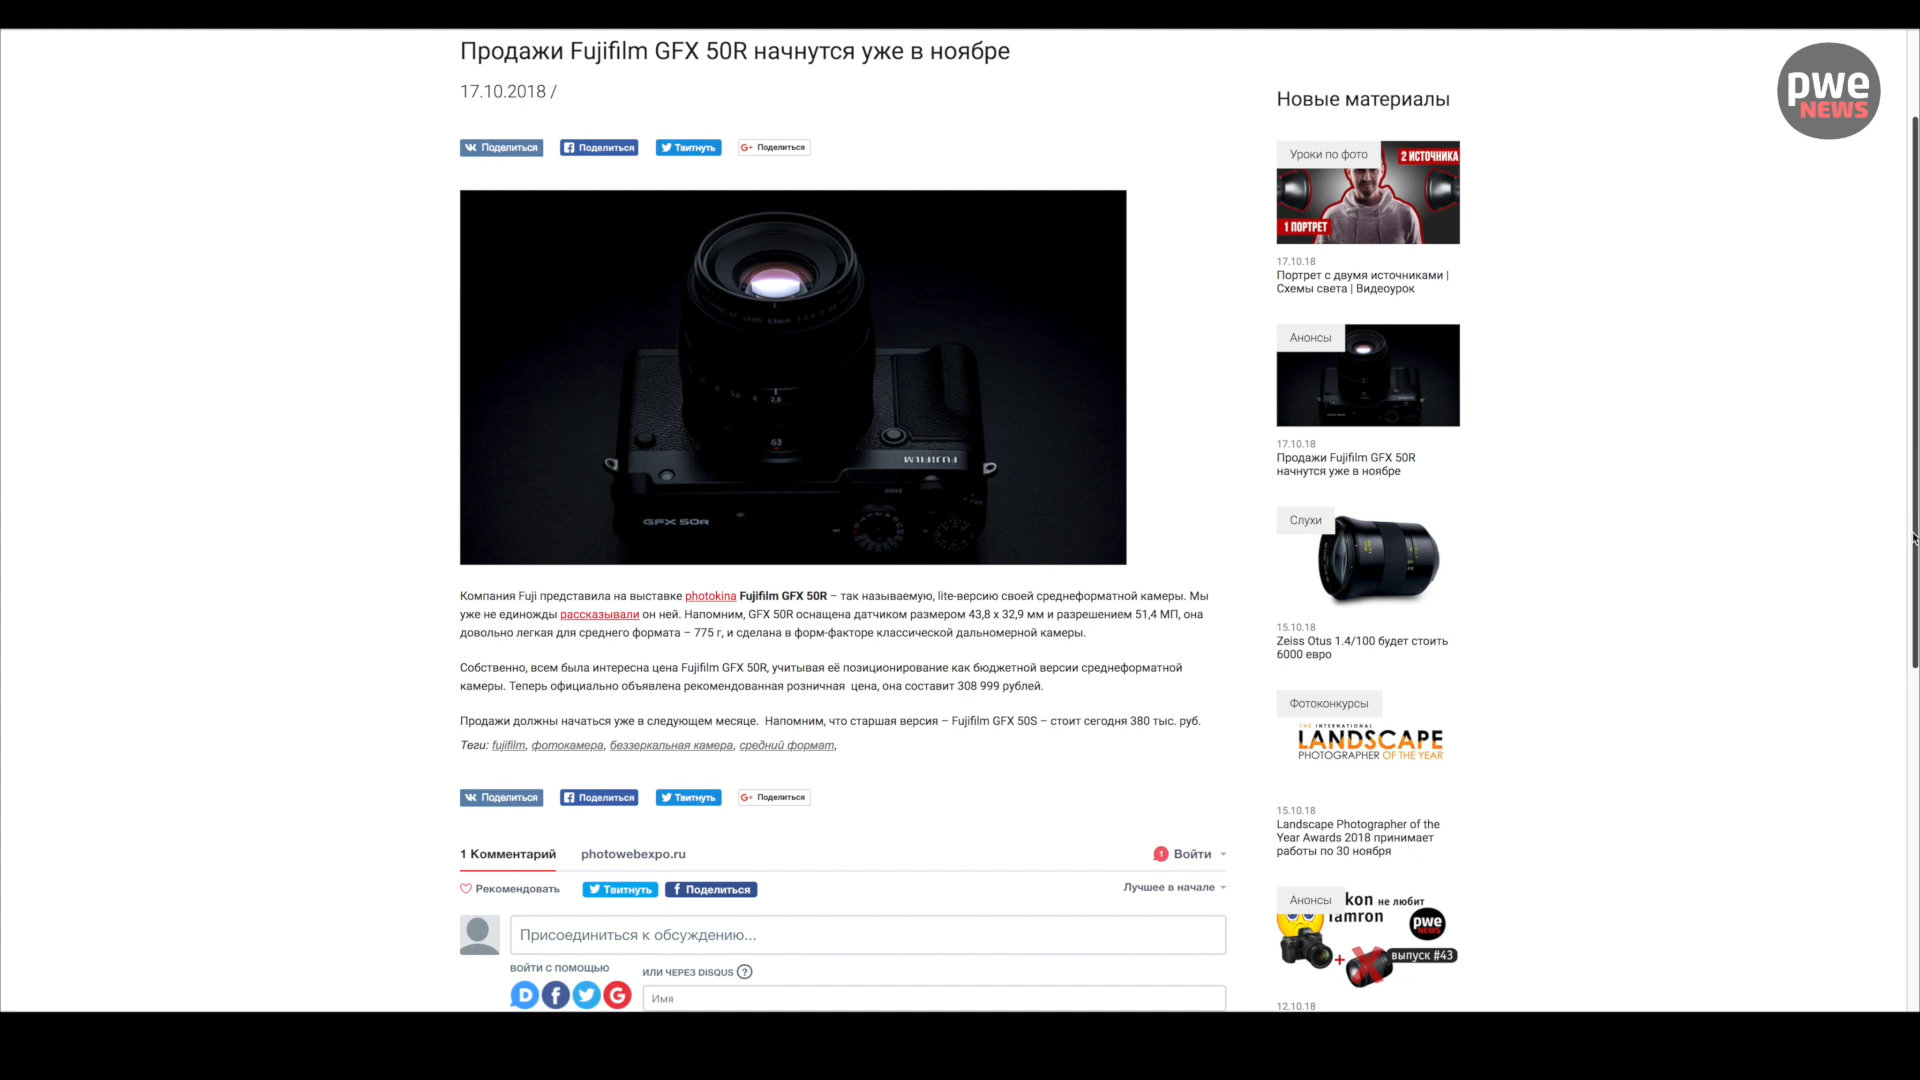 Продажи Fujifilm GFX 50R начнутся уже в ноябре
17.10.2018 /
Поделиться
Поделиться
Твитнуть
G+ Поделиться
63
2,8
FUJIFILM
DRIVE
GFX 50R
Компания Fuji представила на выставке photokina Fujifilm GFX 50R – так называемую, lite-версию своей среднеформатной камеры. Мы
уже не единожды рассказывали он ней. Напомним, GFX 50R оснащена датчиком размером 43,8 x 32,9 мм и разрешением 51,4 МП, она
довольно легкая для среднего формата – 775 г, и сделана в форм-факторе классической дальномерной камеры.
Собственно, всем была интересна цена Fujifilm GFX 50R, учитывая её позиционирование как бюджетной версии среднеформатной
камеры. Теперь официально объявлена рекомендованная розничная цена, она составит 308 999 рублей.
Продажи должны начаться уже в следующем месяце. Напомним, что старшая версия – Fujifilm GFX 50S – стоит сегодня 380 тыс. руб.
Теги: fujifilm, фотокамера, беззеркальная камера, средний формат,
Поделиться
Поделиться
Твитнуть
G+ Поделиться
1 Комментарий
photowebexpo.ru
1 Войти
Рекомендовать
Твитнуть
f Поделиться
Лучшее в начале
Присоединиться к обсуждению...
ВОЙТИ С ПОМОЩЬЮ
ИЛИ ЧЕРЕЗ DISQUS ?
D f G
Имя
pwe
NEWS
Новые материалы
Уроки по фото
2 ИСТОЧНИКА
1 ПОРТРЕТ
17.10.18
Портрет с двумя источниками |
Схемы света | Видеоурок
Анонсы
17.10.18
Продажи Fujifilm GFX 50R
начнутся уже в ноябре
Слухи
15.10.18
Zeiss Otus 1.4/100 будет стоить
6000 евро
Фотоконкурсы
THE INTERNATIONAL
LANDSCAPE
PHOTOGRAPHER OF THE YEAR
15.10.18
Landscape Photographer of the
Year Awards 2018 принимает
работы по 30 ноября
Анонсы
kon не любит
Tamron
pwe
NEWS
выпуск #43
12.10.18